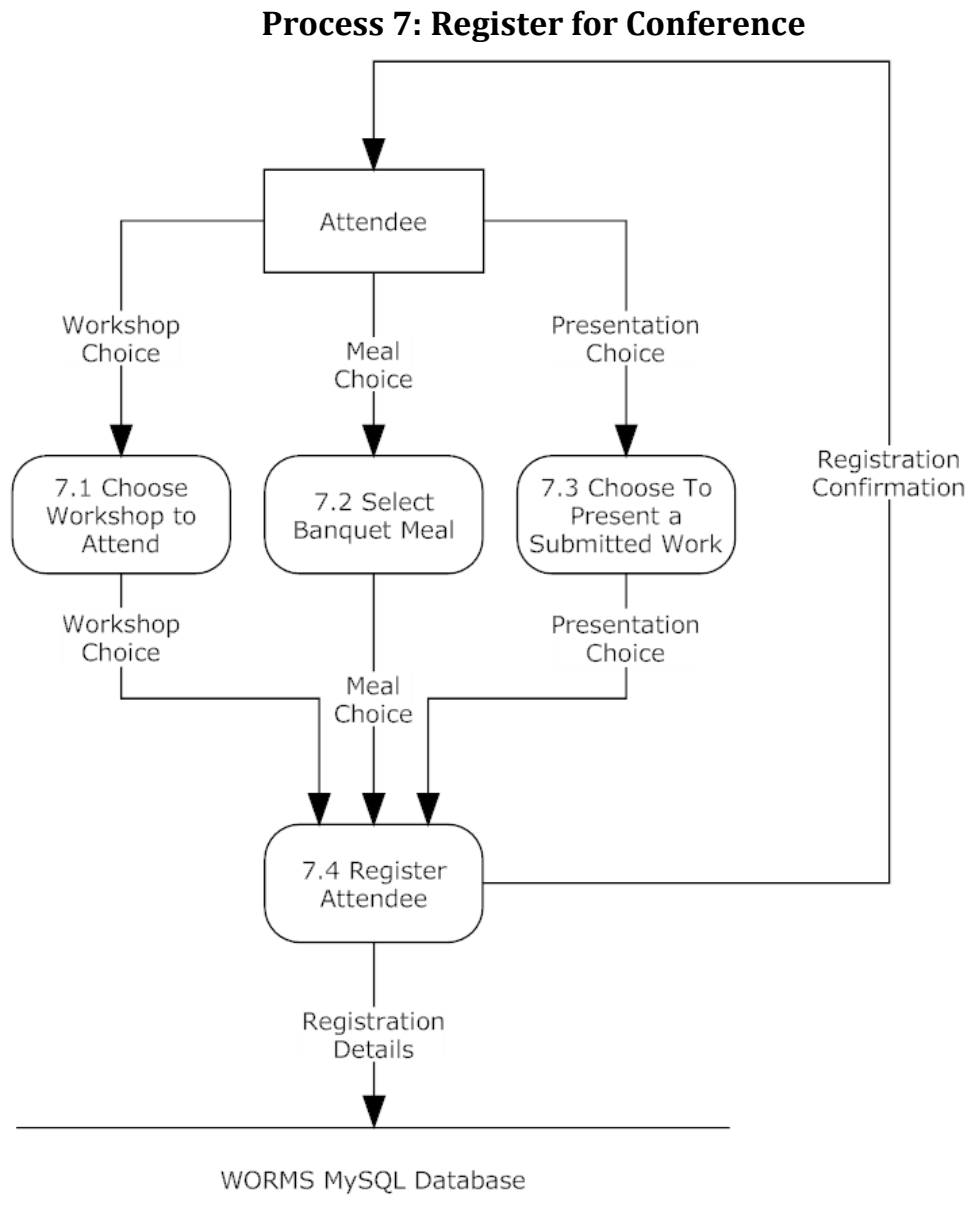 Process 7: Register for Conference
Attendee
Workshop
Choice
Meal
Choice
Presentation
Choice
Registration
Confirmation
7.1 Choose
Workshop to
Attend
7.2 Select
Banquet Meal
7.3 Choose To
Present a
Submitted Work
Workshop
Choice
Meal
Choice
Presentation
Choice
7.4 Register
Attendee
Registration
Details
WORMS MySQL Database